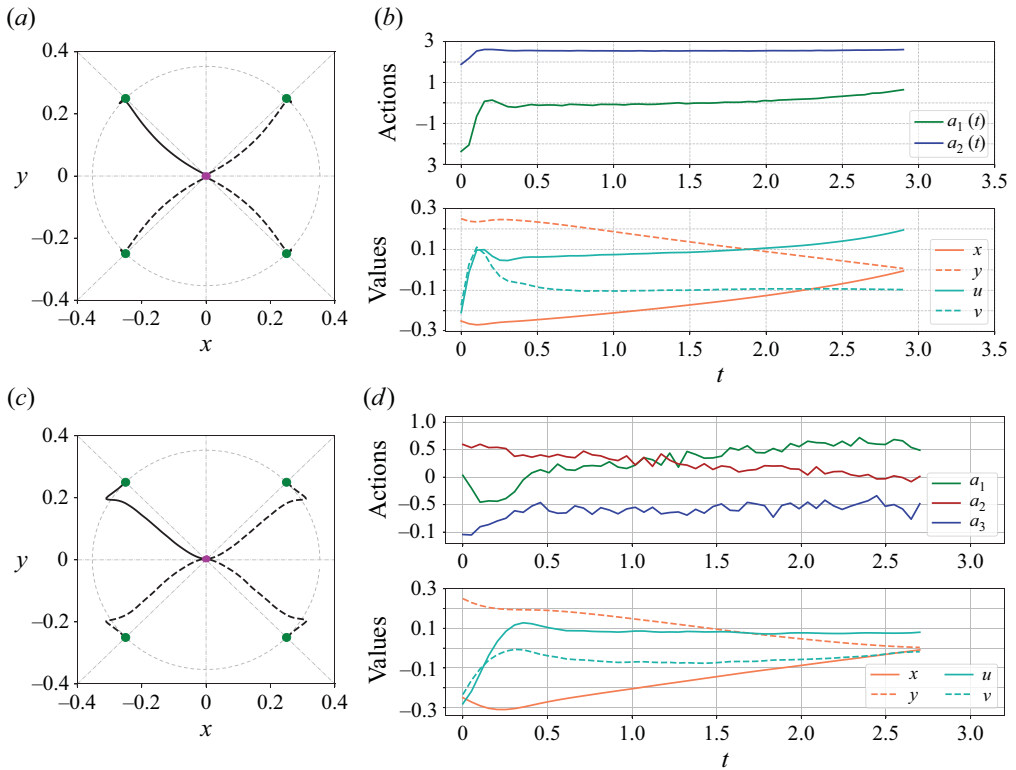 (a)
0.4
0.2
y
0
–0.2
–0.4
–0.4
–0.2
0
0.2
0.4
x
(b)
3
Actions
–1
3
0
0.5
1.0
1.5
2.0
2.5
3.0
3.5
a1 (t)
a2 (t)
0.3
0.1
Values
–0.1
–0.3
0
0.5
1.0
1.5
2.0
2.5
3.0
3.5
t
x
y
u
v
(c)
0.4
0.2
y
0
–0.2
–0.4
–0.4
–0.2
0
0.2
0.4
x
(d)
1.0
0.5
Actions
0
–0.5
–0.1
0
0.5
1.0
1.5
2.0
2.5
3.0
a1
a2
a3
0.3
0.1
Values
–0.1
–0.3
0
0.5
1.0
1.5
2.0
2.5
3.0
t
x u
y v